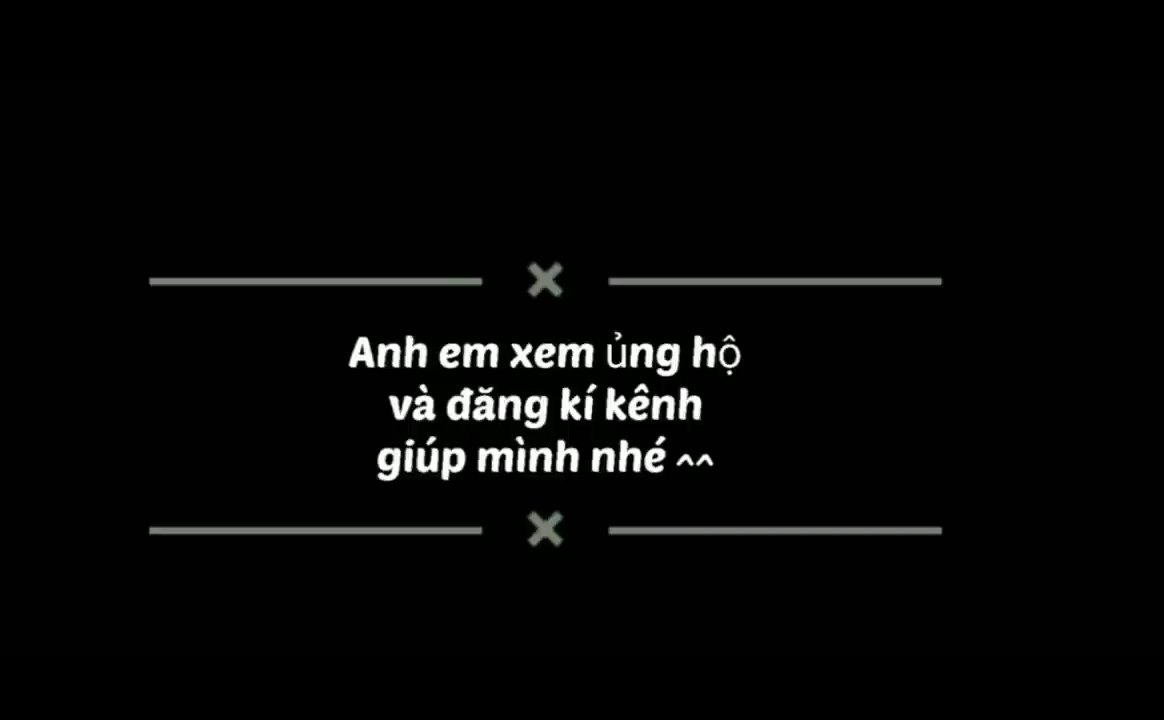 Anh em xem ủng hộ
và đăng kí kênh
giúp mình nhé ^^